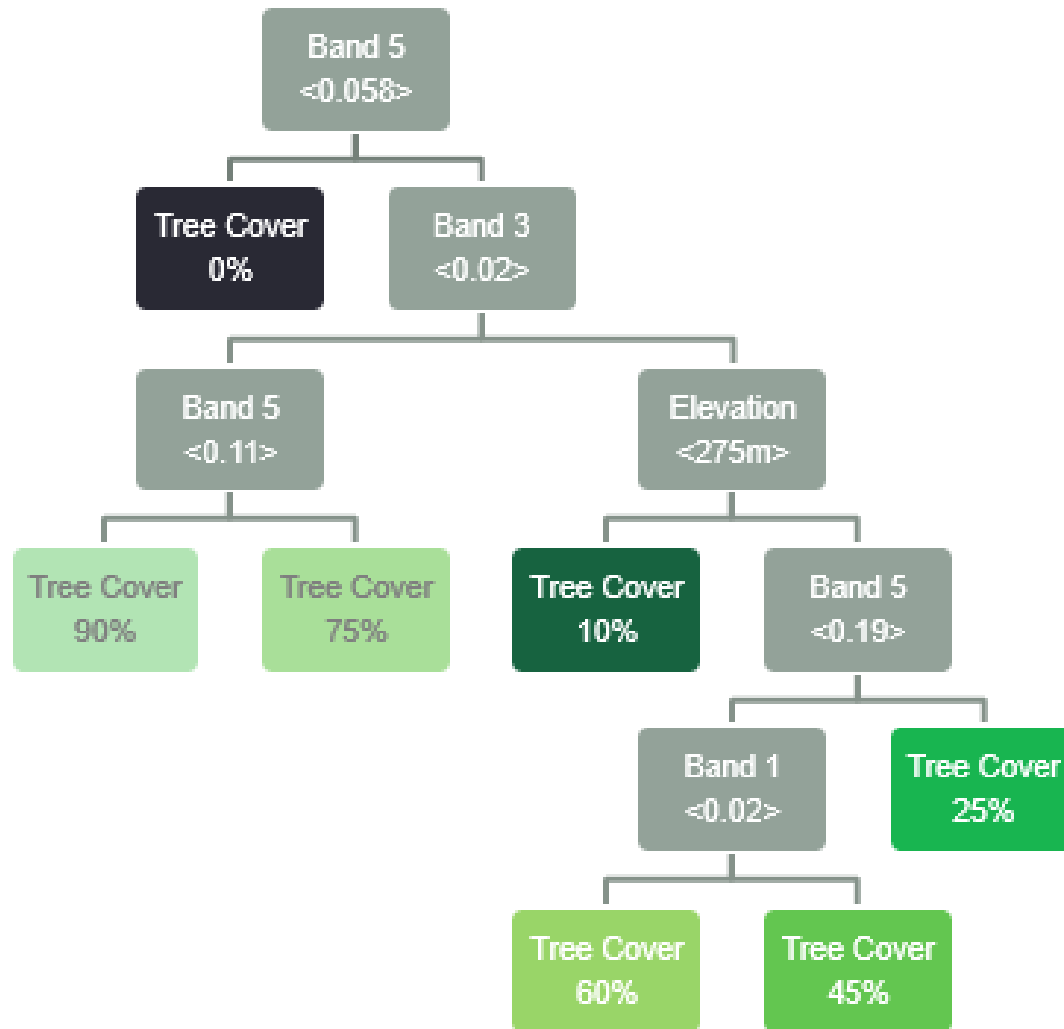 Band 5
<0.058>
Tree Cover
0%
Band 3
<0.02>
Band 5
<0.11>
Elevation
<275m>
Tree Cover
90%
Tree Cover
75%
Tree Cover
10%
Band 5
<0.19>
Band 1
<0.02>
Tree Cover
25%
Tree Cover
60%
Tree Cover
45%